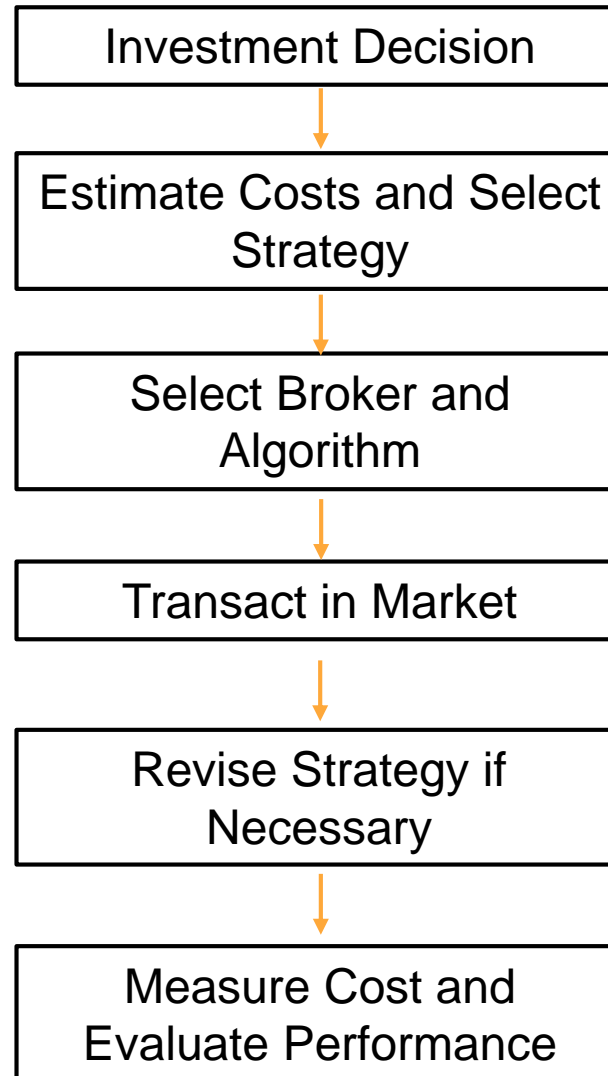 Investment Decision
Estimate Costs and Select
Strategy
Select Broker and
Algorithm
Transact in Market
Revise Strategy if
Necessary
Measure Cost and
Evaluate Performance